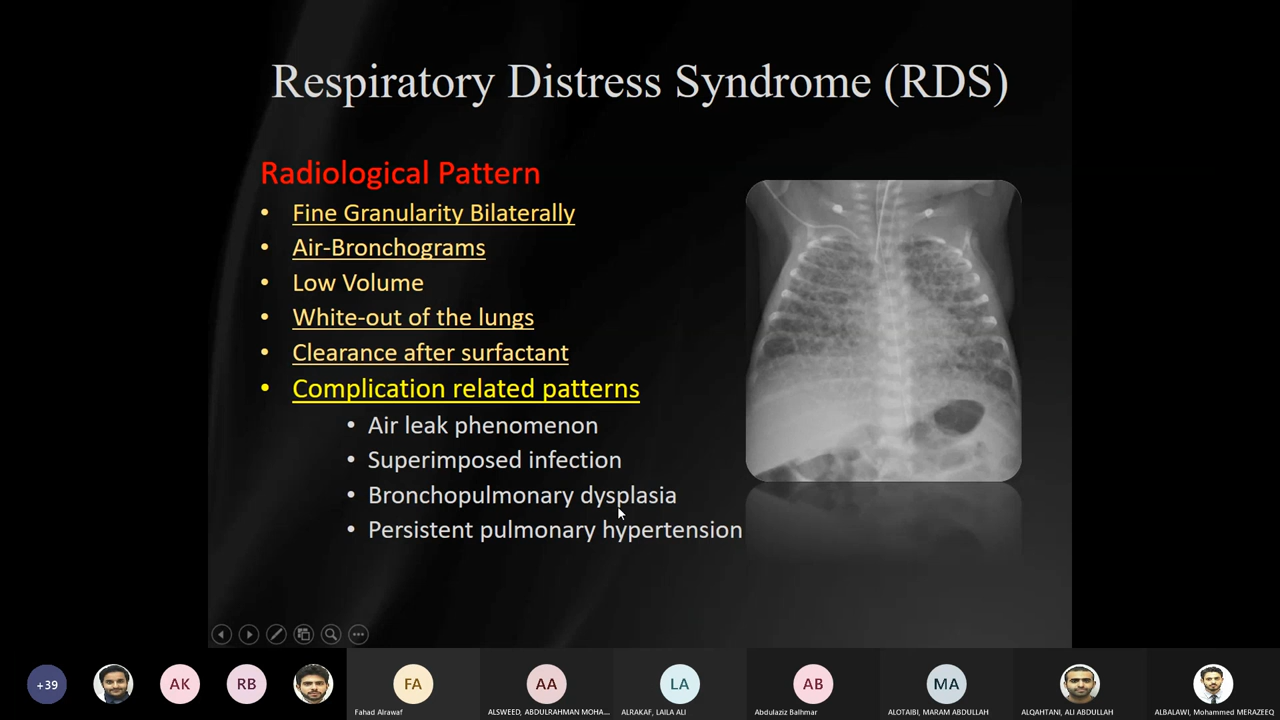 Respiratory Distress Syndrome (RDS)
Radiological Pattern
• Fine Granularity Bilaterally
• Air-Bronchograms
• Low Volume
• White-out of the lungs
• Clearance after surfactant
• Complication related patterns
• Air leak phenomenon
• Superimposed infection
• Bronchopulmonary dysplasia
• Persistent pulmonary hypertension
+39
AK
RB
FA
AA
LA
AB
MA
Fahad Alrawaf
ALSWEED, ABDULRAHMAN MOHA...
ALRAKAF, LAILA ALI
Abdulaziz Balhmar
ALOTAIBI, MARAM ABDULLAH
ALQAHTANI, ALI ABDULLAH
ALBALAWI, Mohammed MERAZEEQ